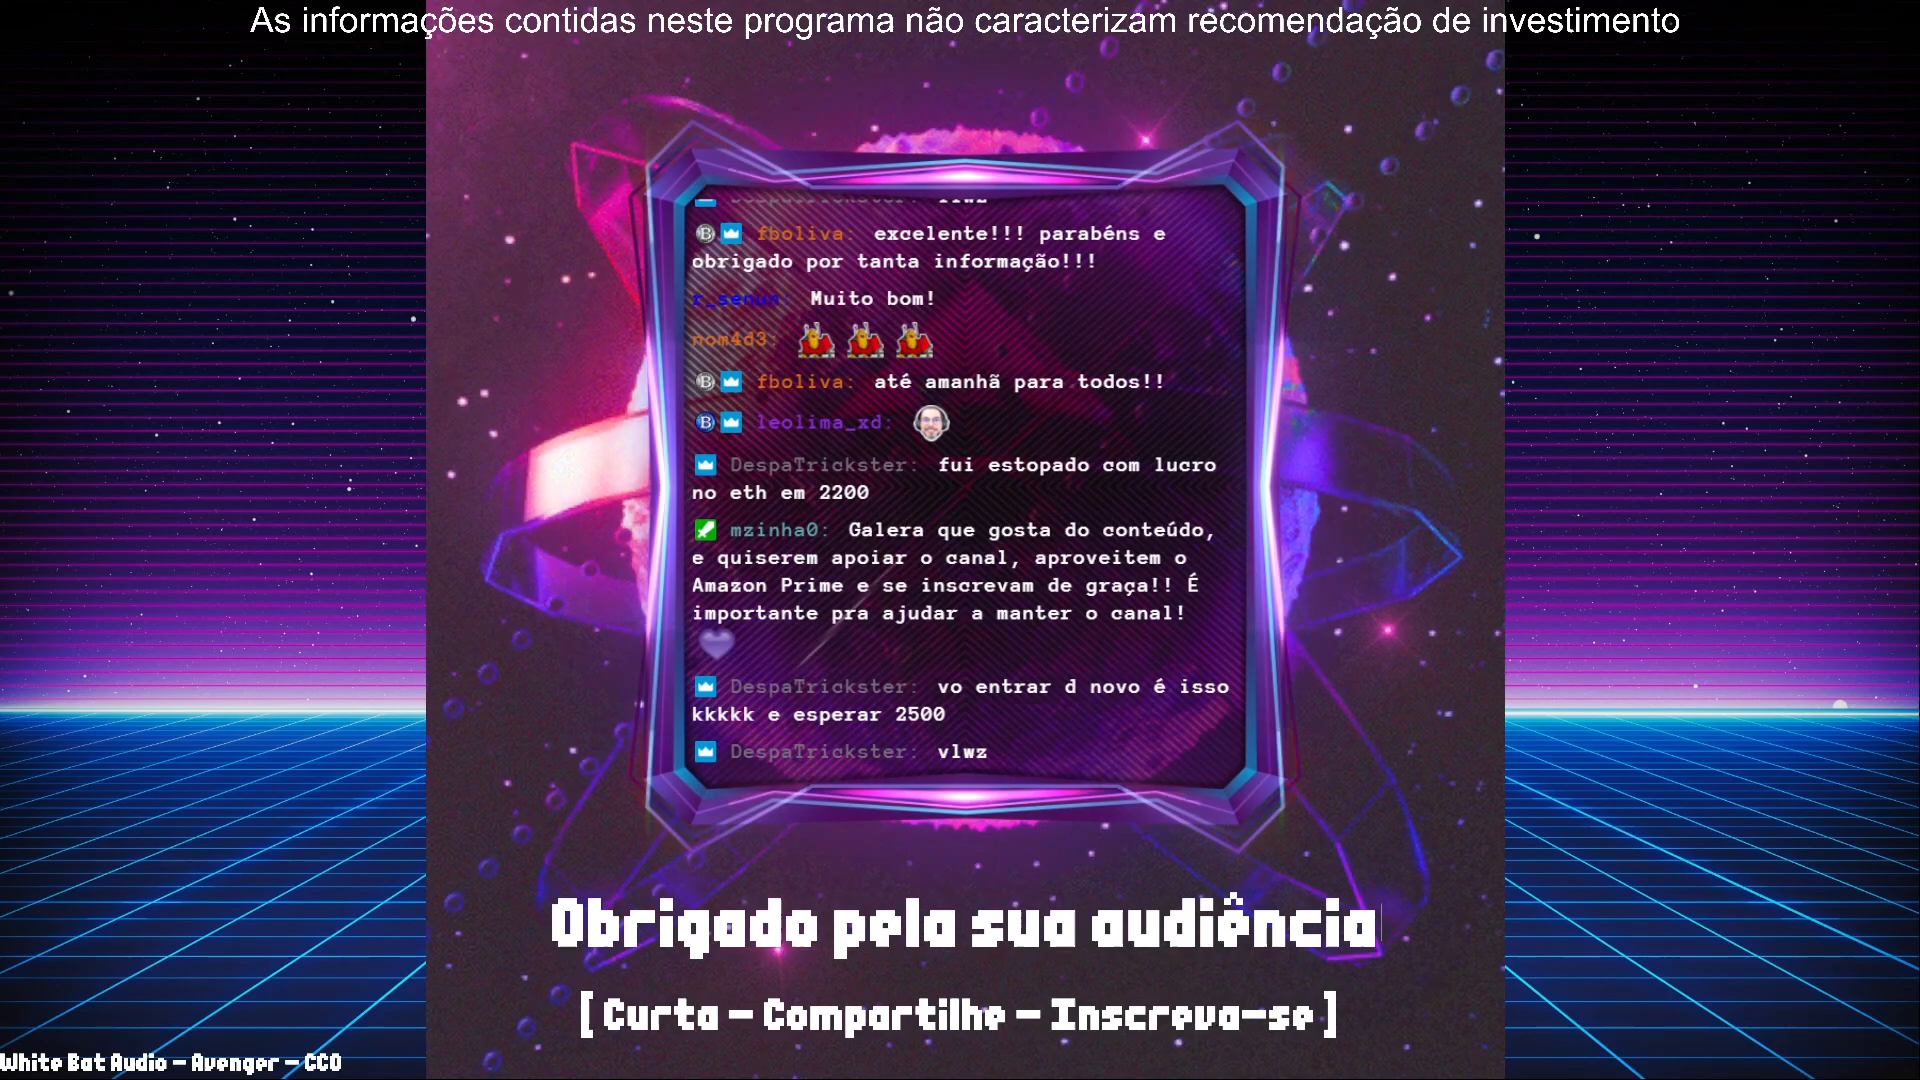 As informações contidas neste programa não caracterizam recomendação de investimento
DespaTrickster: vlwz
fboliva: excelente!!! parabéns e
obrigado por tanta informação!!!
r_senun: Muito bom!
nom4d3:
fboliva: até amanhã para todos!!
leolima_xd:
DespaTrickster: fui estopado com lucro
no eth em 2200
mzinha0: Galera que gosta do conteúdo,
e quiserem apoiar o canal, aproveitem o
Amazon Prime e se inscrevam de graça!! É
importante pra ajudar a manter o canal!
DespaTrickster: vo entrar d novo é isso
kkkkk e esperar 2500
DespaTrickster: vlwz
Obrigado pela sua audiência
[ Curta - Compartilhe - Inscreva-se ]
White Bat Audio - Avenger - CC0